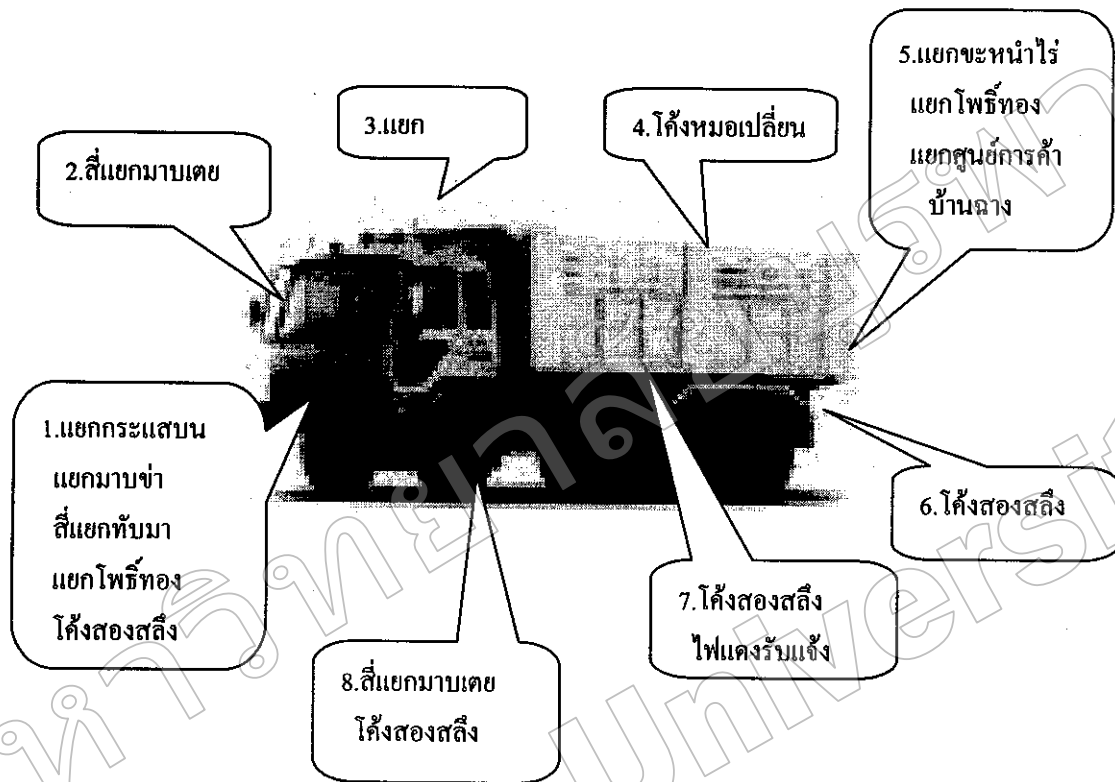 1.แยกกระแสบน
แยกมาบข่า
สี่แยกทับมา
แยกโพธิ์ทอง
โค้งสองสลึง
2.สี่แยกมาบเตย
3.แยก
4.โค้งหมอเปลี่ยน
5.แยกขะหนำไร่
แยกโพธิ์ทอง
แยกศูนย์การค้า
บ้านฉาง
6.โค้งสองสลึง
7.โค้งสองสลึง
ไฟแดงรับแจ้ง
8.สี่แยกมาบเตย
โค้งสองสลึง